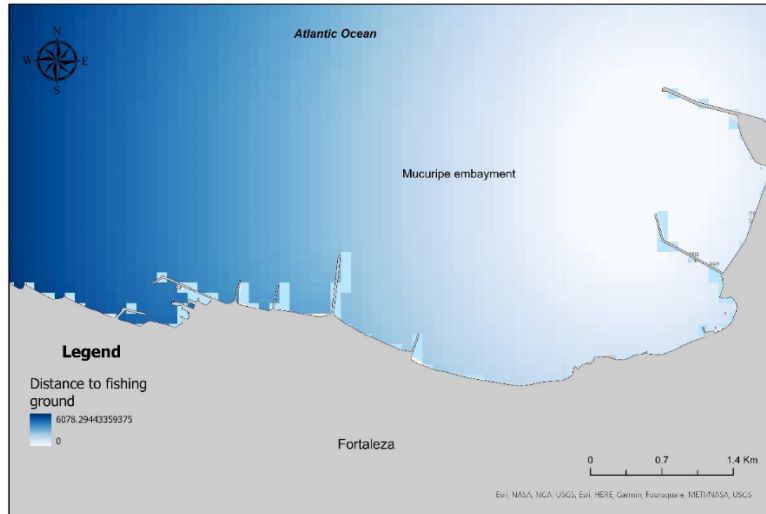 Atlantic Ocean
N
W E
S
Mucuripe embayment
Legend
Distance to fishing
ground
6078.29443359375
0
Fortaleza
0 0.7 1.4 Km
Esri, NASA, NGA, USGS, Esri, HERE, Garmin, Foursquare, METI/NASA, USGS